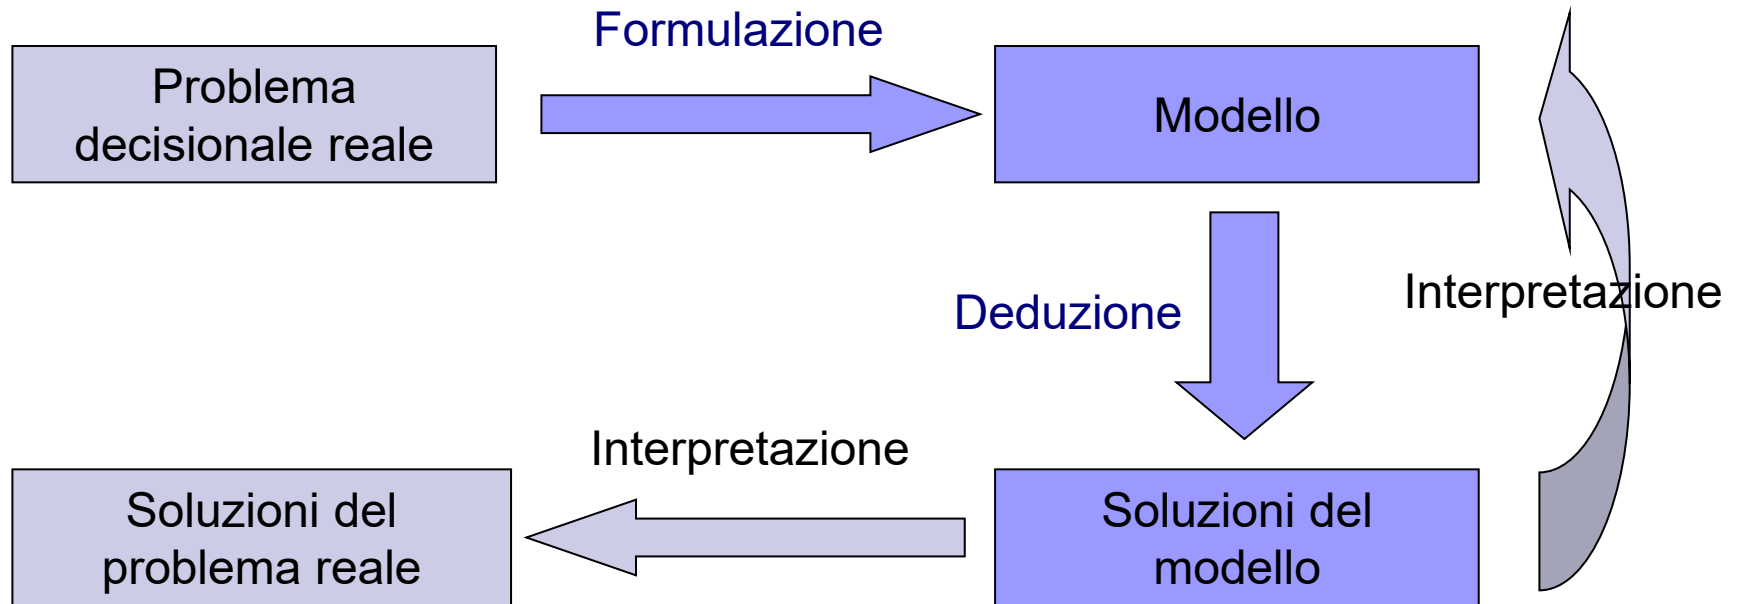 Formulazione
Problema
decisionale reale
Modello
Deduzione
Interpretazione
Interpretazione
Soluzioni del
problema reale
Soluzioni del
modello